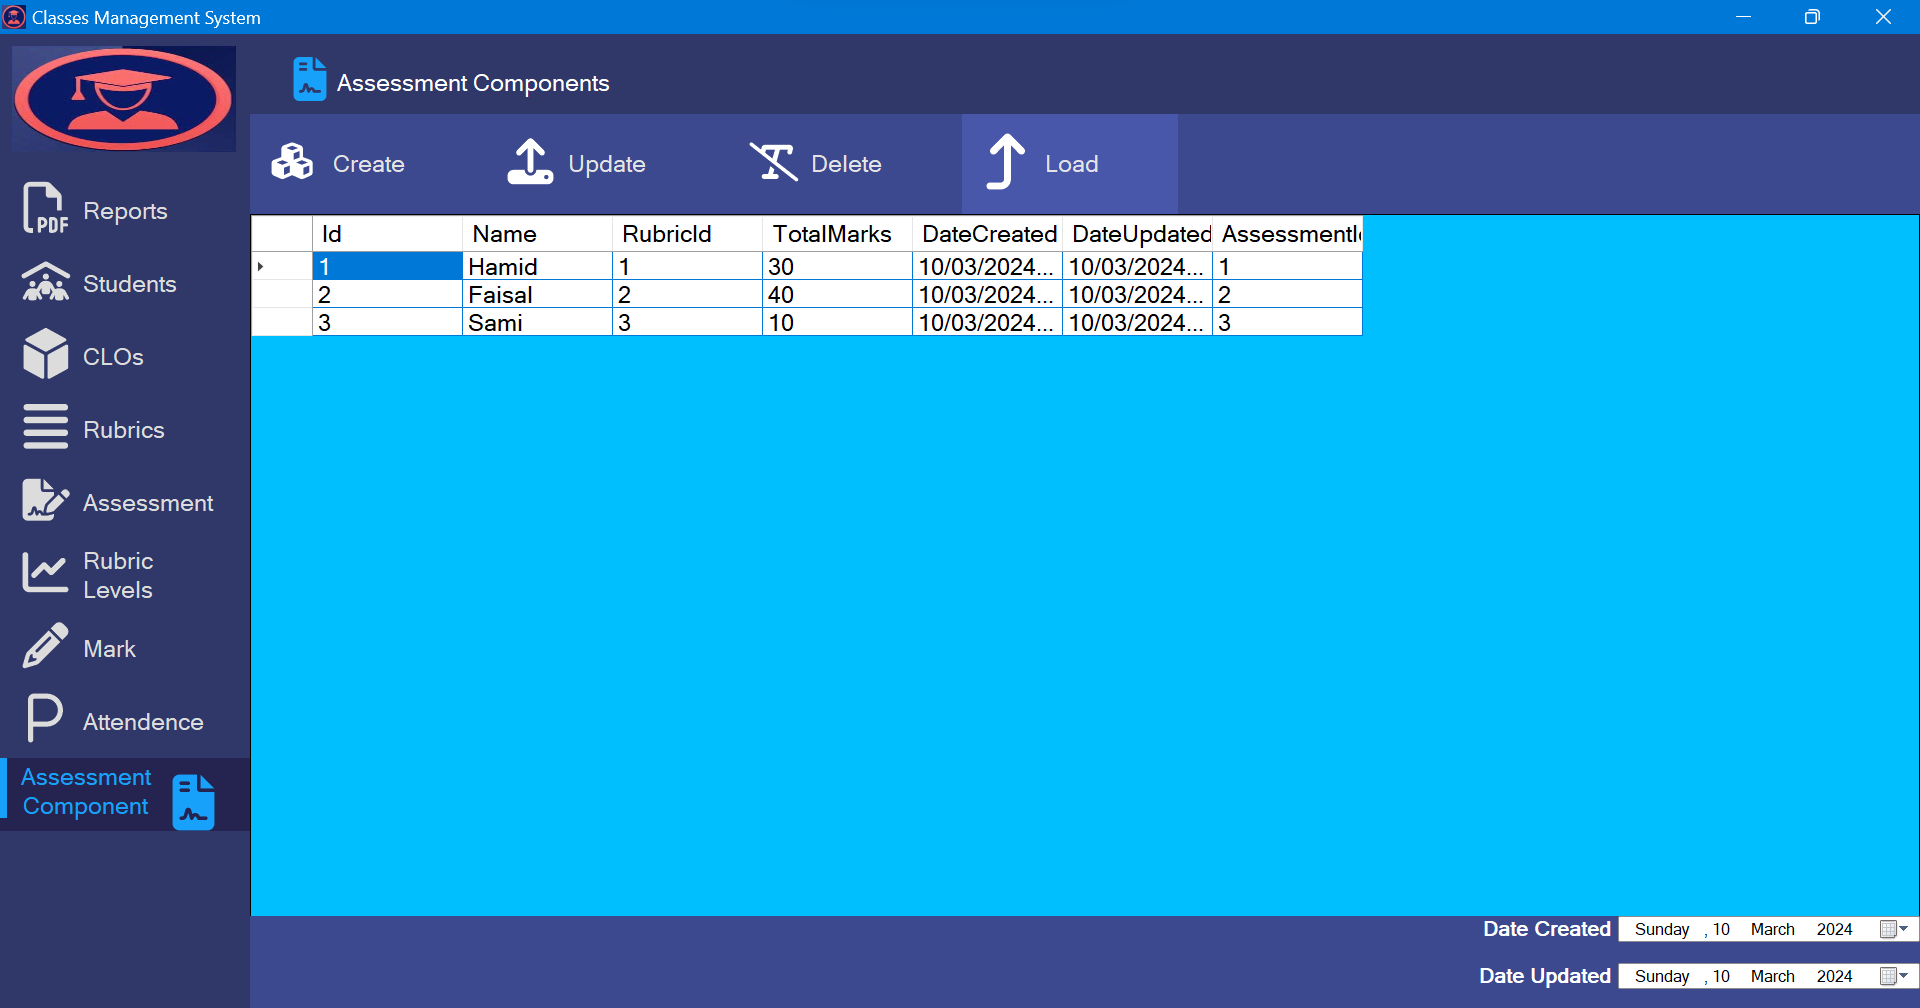 Classes Management System
Assessment Components
Create Update Delete Load
PDF
Reports
Students
CLOs
Rubrics
Assessment
Rubric
Levels
Mark
Attendence
Assessment
Component
Id Name RubricId TotalMarks DateCreated DateUpdated AssessmentI
1 Hamid 1 30 10/03/2024... 10/03/2024... 1
2 Faisal 2 40 10/03/2024... 10/03/2024... 2
3 Sami 3 10 10/03/2024... 10/03/2024... 3
Date Created Sunday , 10 March 2024
Date Updated Sunday , 10 March 2024